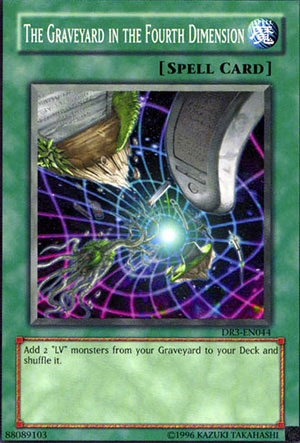 THE GRAVEYARD IN THE FOURTH DIMENSION 魔
[SPELL CARD]
DR3-EN044
Add 2 "LV" monsters from your Graveyard to your Deck and
shuffle it.
88089103
©1996 KAZUKI TAKAHASHI